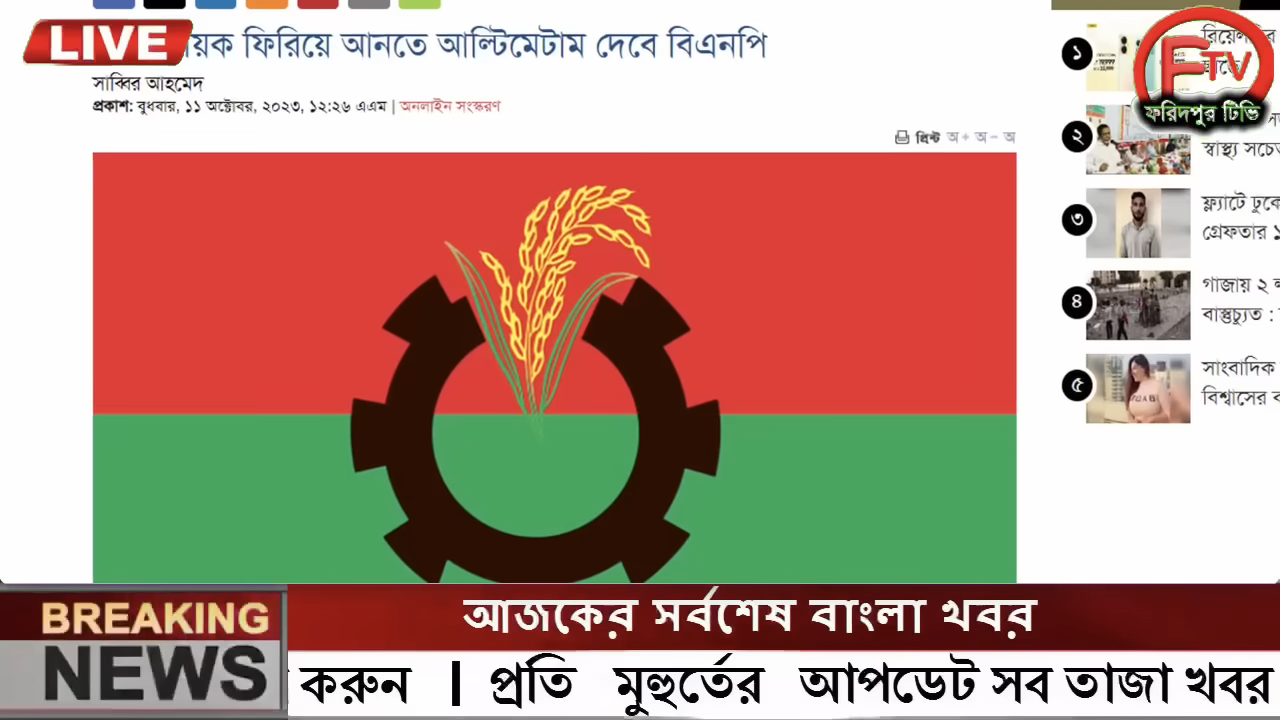 LIVE
য়ক ফিরিয়ে আনতে আল্টিমেটাম দেবে বিএনপি
সাব্বির আহমেদ
প্রকাশ: বুধবার, ১১ অক্টোবর, ২০২৩, ১২:২৬ এএম | অনলাইন সংস্করণ
প্রিন্ট অ+ অ- অ
FTV
ফরিদপুর টিভি
১
২
স্বাস্থ্য সচে
৩ ফ্ল্যাটে ঢুকে
গ্রেফতার ১
৪ গাজায় ২
বাস্তুচ্যুত :
৫ সাংবাদিক
বিশ্বাসের
BREAKING
NEWS
আজকের সর্বশেষ বাংলা খবর
করুন । প্রতি মুহুর্তের আপডেট সব তাজা খবর